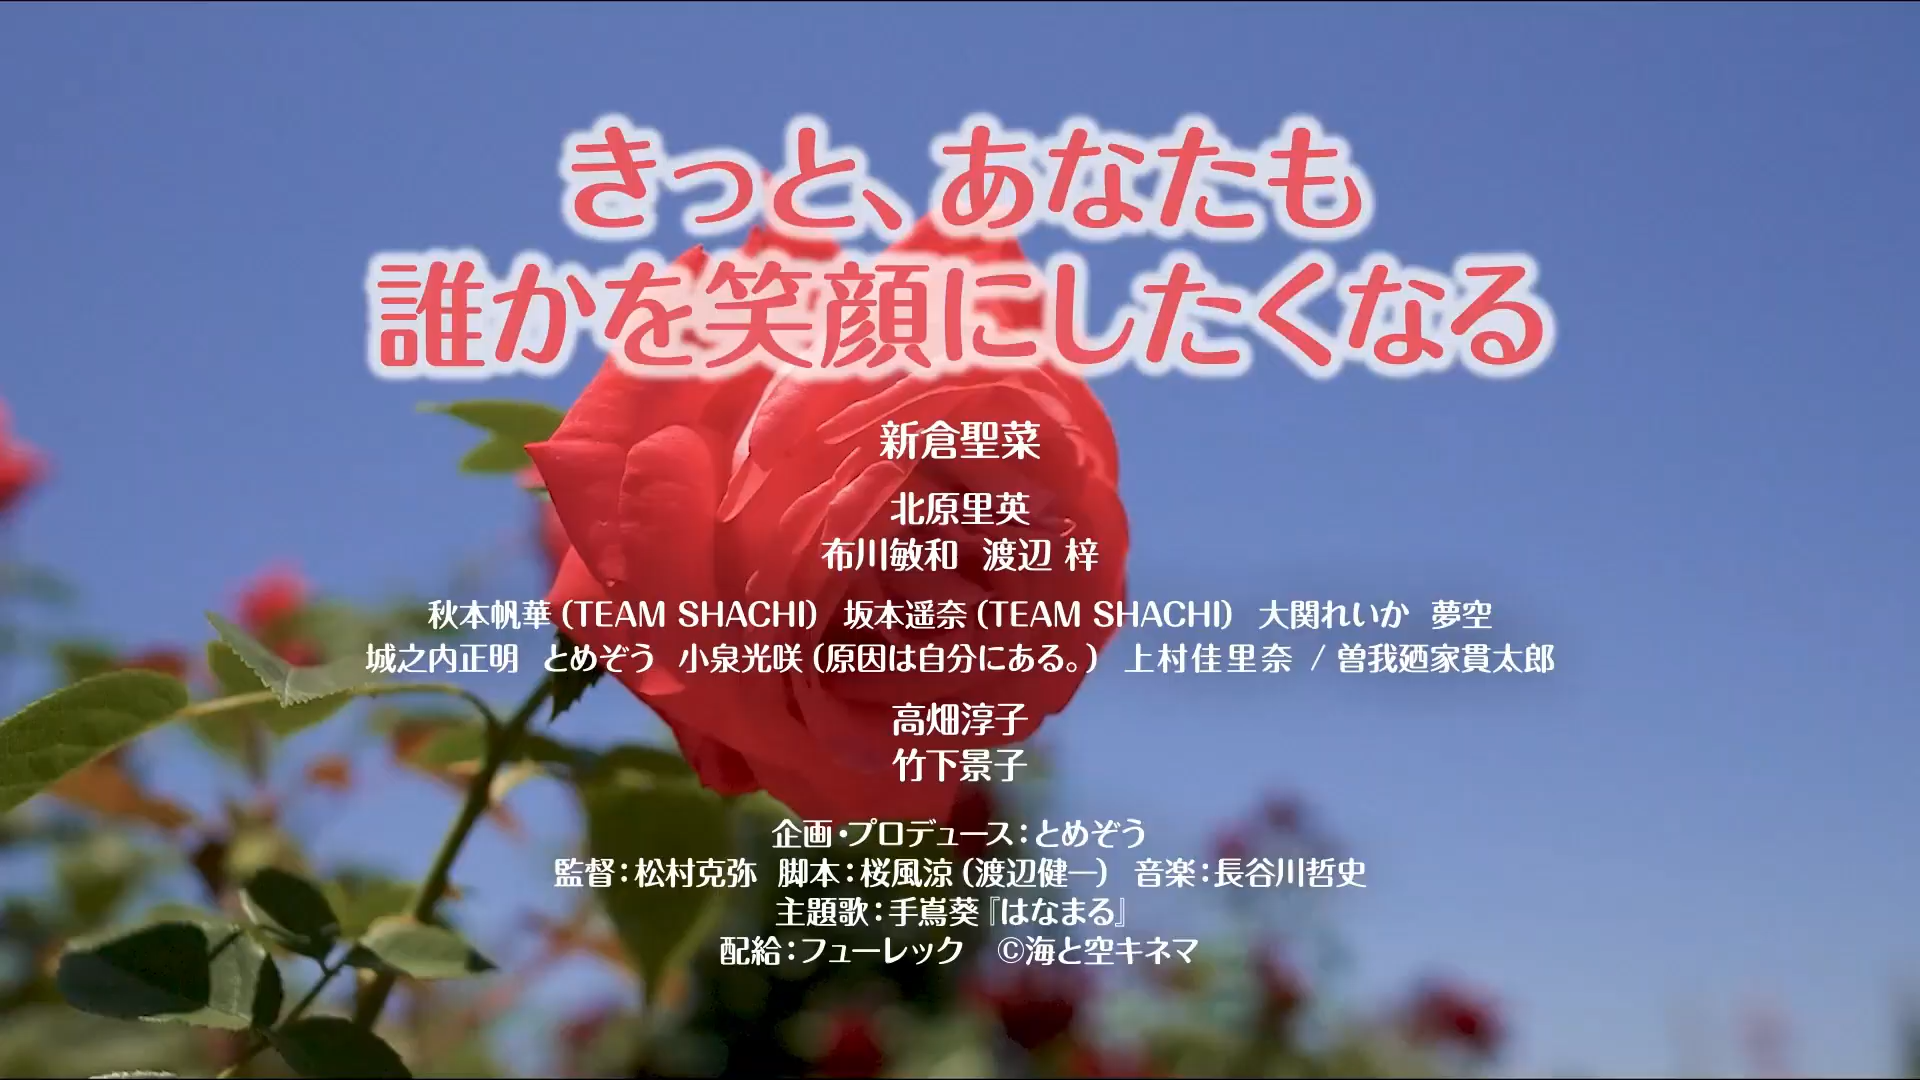 きっと、あなたも
誰かを笑顔にしたくなる
新倉聖菜
北原里英
布川敏和 渡辺 梓
秋本帆華（TEAM SHACHI） 坂本遥奈（TEAM SHACHI） 大関れいか 夢空
城之内正明 とめぞう 小泉光咲（原因は自分にある。） 上村佳里奈 / 曽我廼家貫太郎
高畑淳子
竹下景子
企画・プロデュース：とめぞう
監督：松村克弥 脚本：桜風涼（渡辺健一） 音楽：長谷川哲史
主題歌：手嶌葵『はなまる』
配給：フューレック ©海と空キネマ